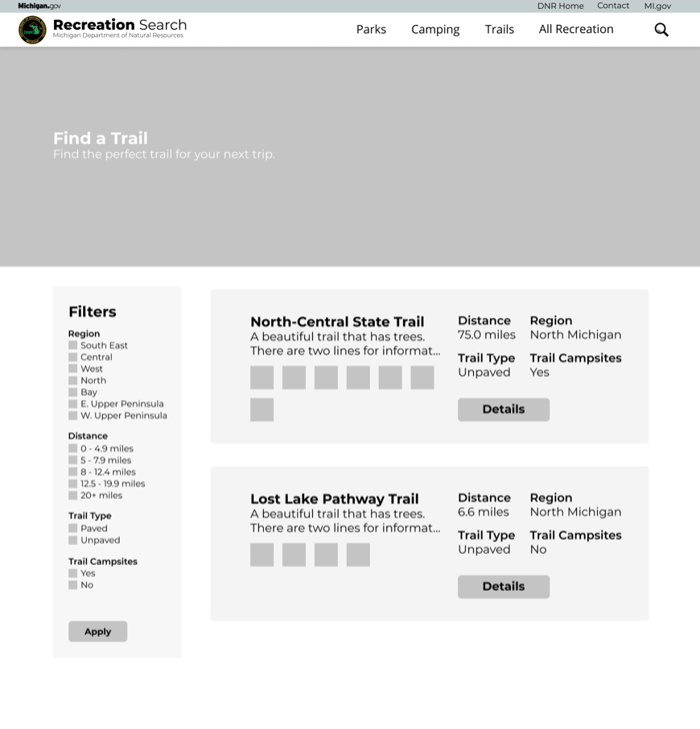 Michigan.gov
DNR Home Contact MI.gov
Recreation Search
Michigan Department of Natural Resources
Parks Camping Trails All Recreation
Find a Trail
Find the perfect trail for your next trip.
Filters
Region
South East
Central
West
North
Bay
E. Upper Peninsula
W. Upper Peninsula
Distance
0 - 4.9 miles
5 - 7.9 miles
8 - 12.4 miles
12.5 - 19.9 miles
20+ miles
Trail Type
Paved
Unpaved
Trail Campsites
Yes
No
Apply
North-Central State Trail
A beautiful trail that has trees.
There are two lines for informat...
Distance Region
75.0 miles North Michigan
Trail Type Trail Campsites
Unpaved Yes
Details
Lost Lake Pathway Trail
A beautiful trail that has trees.
There are two lines for informat...
Distance Region
6.6 miles North Michigan
Trail Type Trail Campsites
Unpaved No
Details